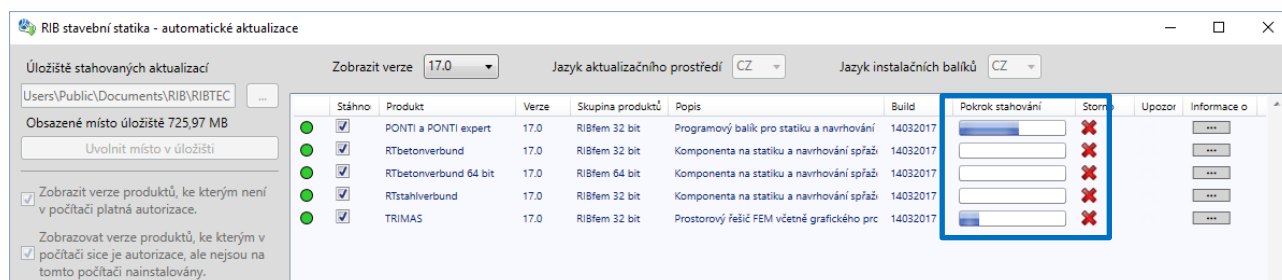 RIB stavební statika - automatické aktualizace
Úložiště stahovaných aktualizací
Zobrazit verze 17.0
Jazyk aktualizačního prostředí CZ
Jazyk instalačních balíků CZ
Users\Public\Documents\RIB\RIBTEC ...
Obsazené místo úložiště 725,97 MB
Uvolnit místo v úložišti
Zobrazit verze produktů, ke kterým není
v počítači platná autorizace.
Zobrazovat verze produktů, ke kterým v
počítači sice je autorizace, ale nejsou na
tomto počítači nainstalovány.
Stáhno Produkt Verze Skupina produktů Popis Build Pokrok stahování Storno Upozor Informace o
PONTI a PONTI expert 17.0 RIBfem 32 bit Programový balík pro statiku a navrhování 14032017 ...
RTbetonverbund 17.0 RIBfem 32 bit Komponenta na statiku a navrhování spřaž 14032017 ...
RTbetonverbund 64 bit 17.0 RIBfem 64 bit Komponenta na statiku a navrhování spřaž 14032017 ...
RTstahlverbund 17.0 RIBfem 32 bit Komponenta na statiku a navrhování spřaž 14032017 ...
TRIMAS 17.0 RIBfem 32 bit Prostorový řešič FEM včetně grafického prc 14032017 ...